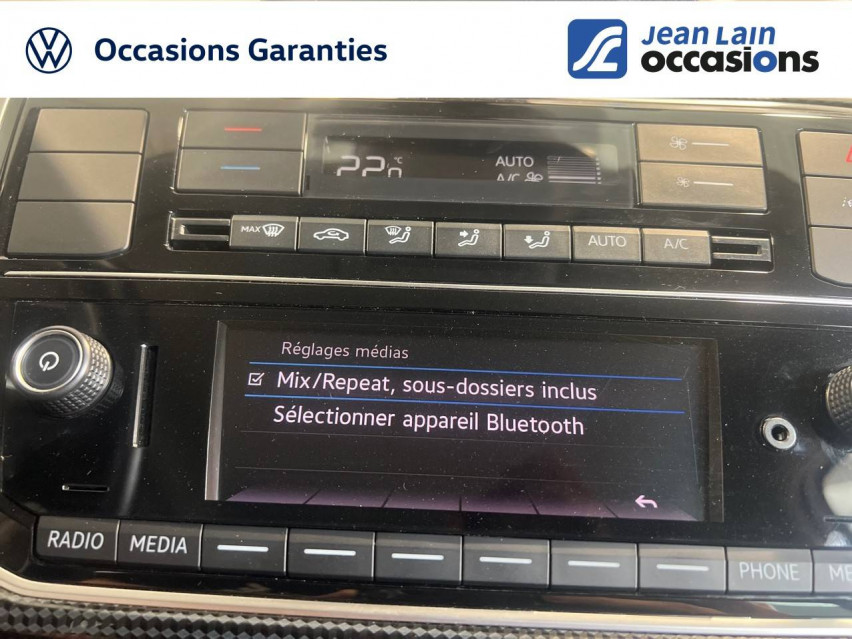 Occasions Garanties
Jean Lain
occasions
22
°C
AUTO
A/C
MAX
AUTO
A/C
Réglages médias
Mix/Repeat, sous-dossiers inclus
Sélectionner appareil Bluetooth
RADIO
MEDIA
PHONE